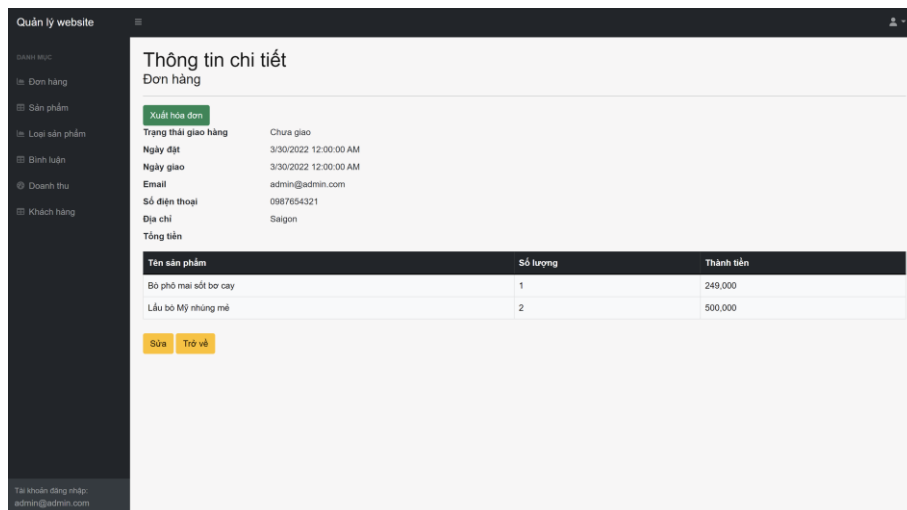 Quản lý website
DANH MỤC
Đơn hàng
Sản phẩm
Loại sản phẩm
Bình luận
Doanh thu
Khách hàng
Tài khoản đăng nhập:
admin@admin.com
Thông tin chi tiết
Đơn hàng
Xuất hóa đơn
Trạng thái giao hàng Chưa giao
Ngày đặt 3/30/2022 12:00:00 AM
Ngày giao 3/30/2022 12:00:00 AM
Email admin@admin.com
Số điện thoại 0987654321
Địa chỉ Saigon
Tổng tiền
Tên sản phẩm Số lượng Thành tiền
Bò phô mai sốt bơ cay 1 249,000
Lẩu bò Mỹ nhúng mẻ 2 500,000
Sửa Trở về